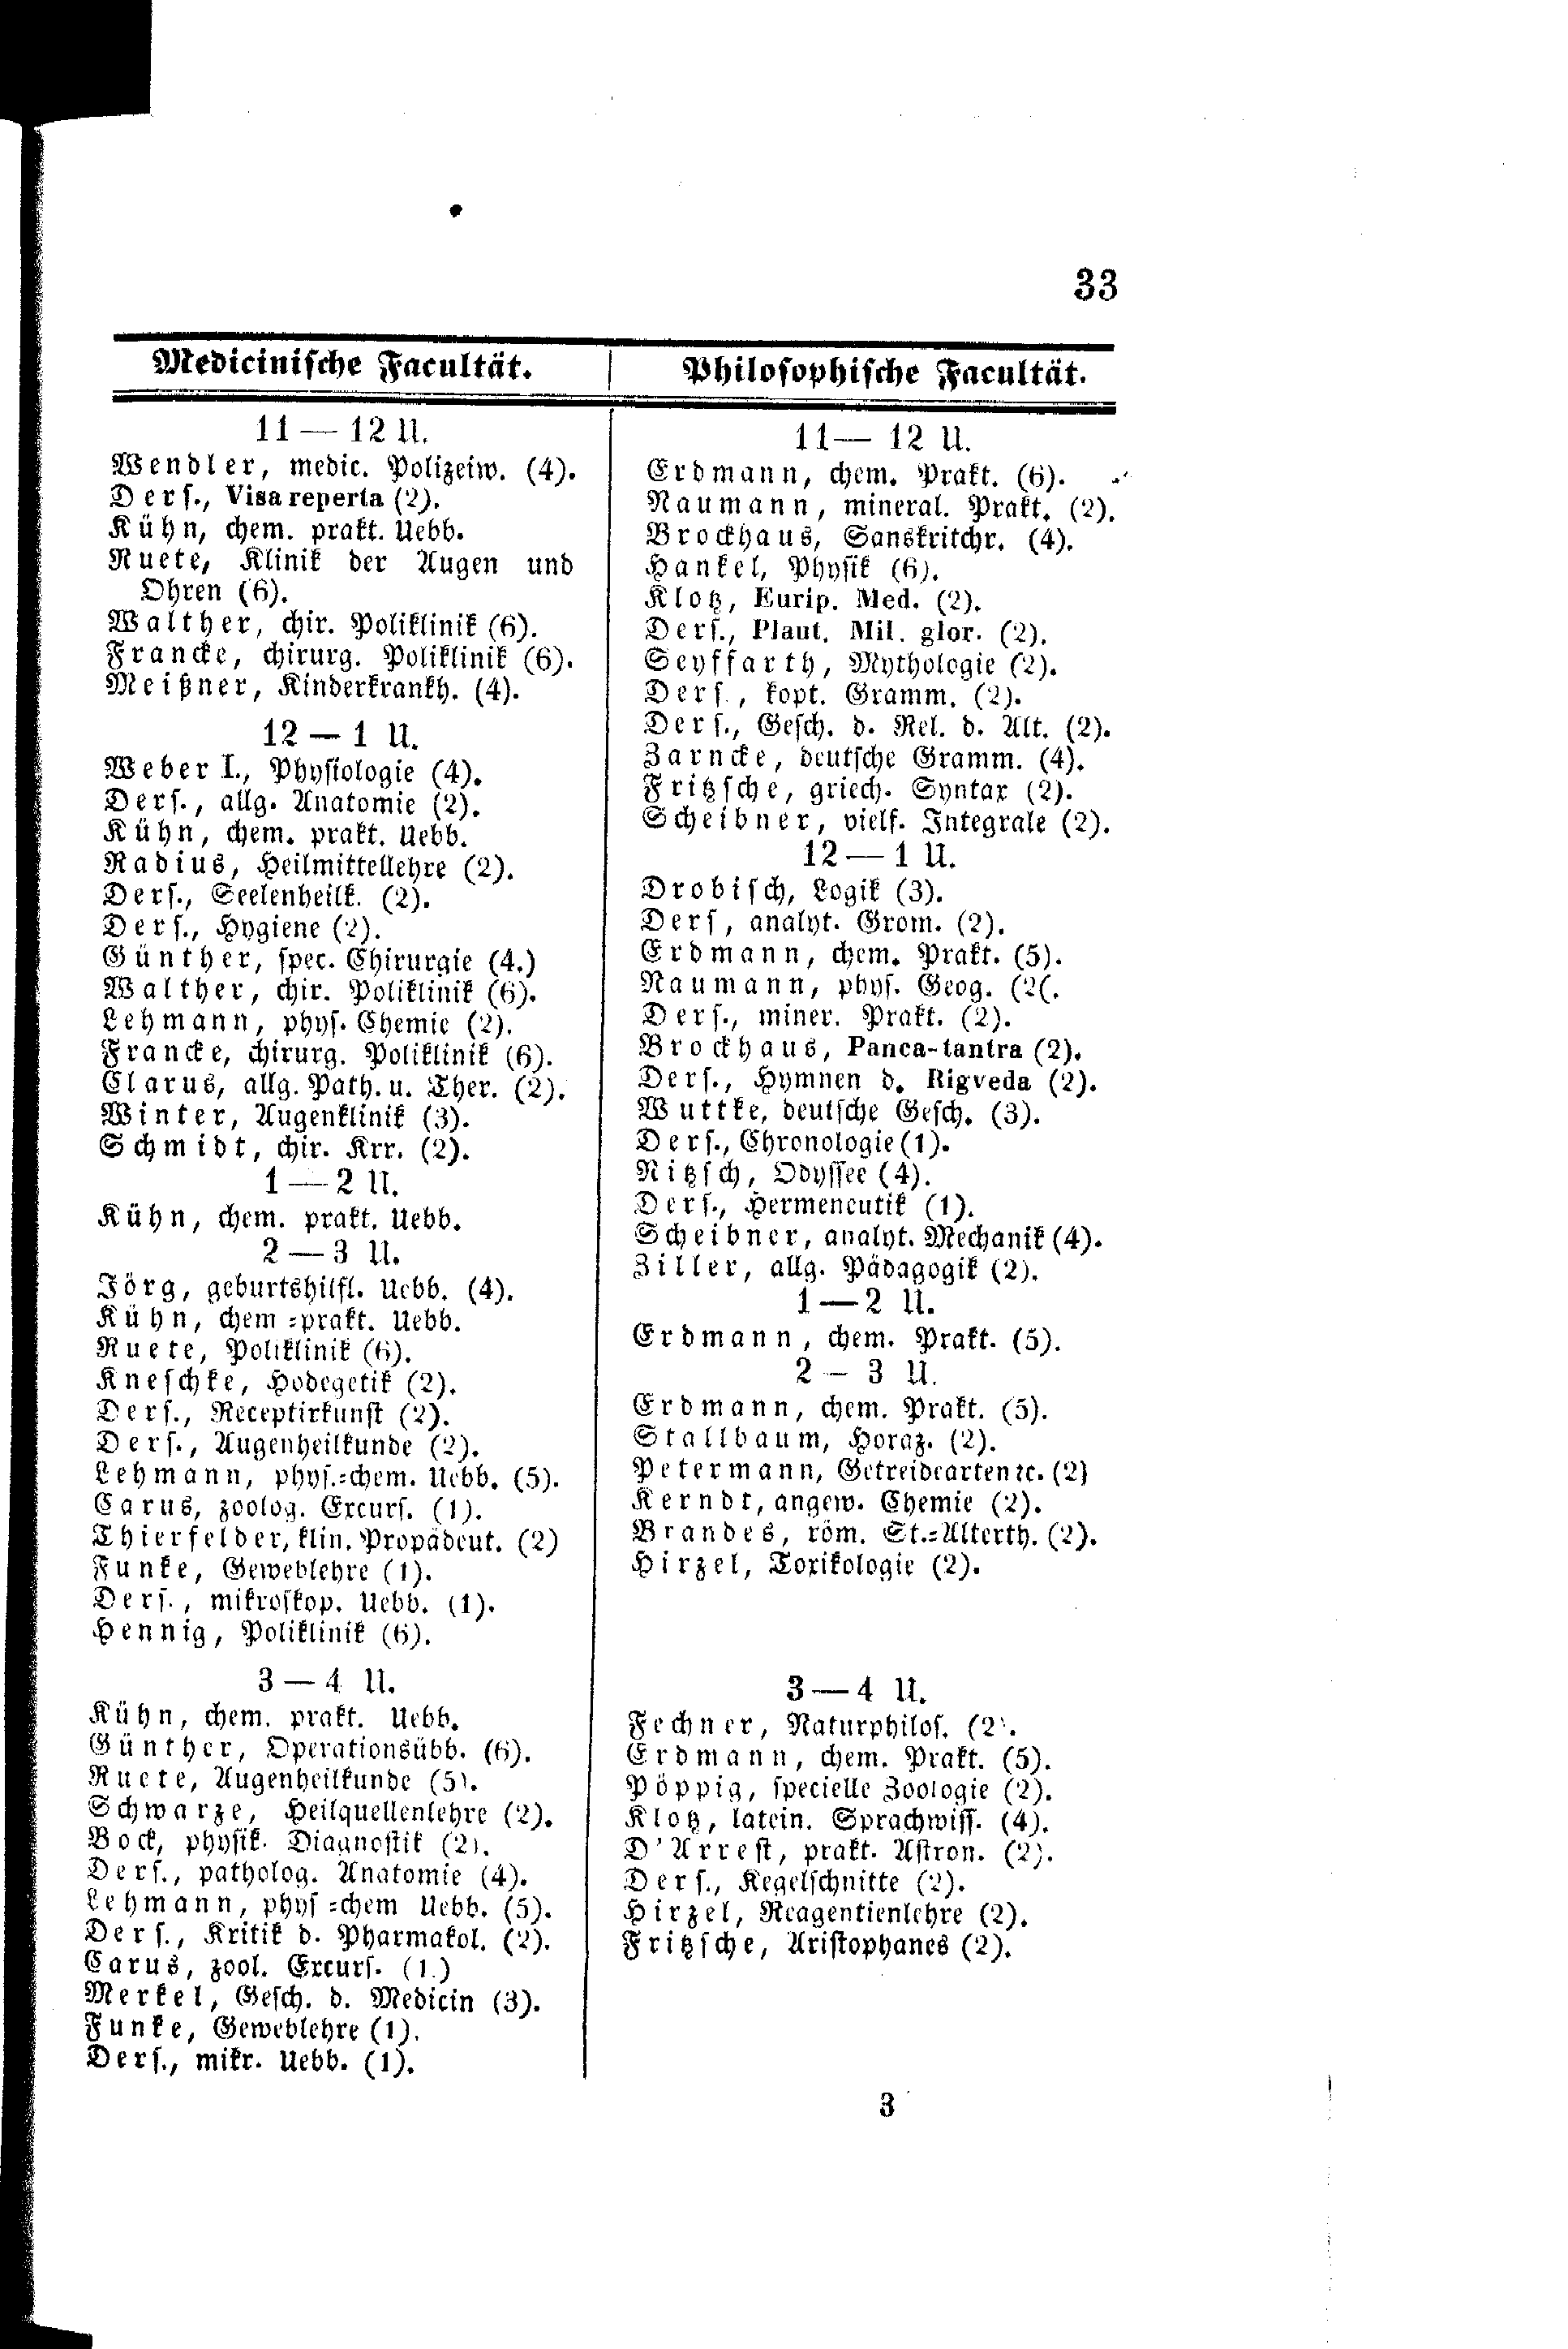 33
Medicinische Facultät.
11 — 12 U.
Wendler, medic. Polizeiw. (4).
Ders., Visa reperta (2).
Kühn, chem. prakt. Uebb.
Ruete, Klinik der Augen und
Ohren (6).
Walther, chir. Poliklinik (6).
Francke, chirurg. Poliklinik (6).
Meißner, Kinderkrankh. (4).
12 — 1 U.
Weber I., Physiologie (4).
Ders., allg. Anatomie (2).
Kühn, chem. prakt. Uebb.
Radius, Heilmittellehre (2).
Ders., Seelenheilk. (2).
Ders., Hygiene (2).
Günther, spec. Chirurgie (4.)
Walther, chir. Poliklinik (6).
Lehmann, phys. Chemie (2).
Francke, chirurg. Poliklinik (6).
Clarus, allg. Path. u. Ther. (2).
Winter, Augenklinik (3).
Schmidt, chir. Krr. (2).
1 — 2 U.
Kühn, chem. prakt. Uebb.
2 — 3 U.
Jörg, geburtshilfl. Uebb. (4).
Kühn, chem =prakt. Uebb.
Ruete, Poliklinik (6).
Kneschke, Hodegetik (2).
Ders., Receptirkunst (2).
Ders., Augenheilkunde (2).
Lehmann, phys.=chem. Uebb. (5).
Carus, zoolog. Excurs. (1).
Thierfelder, klin. Propädeut. (2)
Funke, Geweblehre (1).
Ders., mikroskop. Uebb. (1).
Hennig, Poliklinik (6).
3 — 4 U.
Kühn, chem. prakt. Uebb.
Günther, Operationsübb. (6).
Ruete, Augenheilkunde (5).
Schwarze, Heilquellenlehre (2).
Bock, physik. Diagnostik (2).
Ders., patholog. Anatomie (4).
Lehmann, phys =chem Uebb. (5).
Ders., Kritik d. Pharmakol. (2).
Carus, zool. Excurs. (1.)
Merkel, Gesch. d. Medicin (3).
Funke, Geweblehre (1).
Ders., mikr. Uebb. (1).
Philosophische Facultät.
11 — 12 U.
Erdmann, chem. Prakt. (6).
Naumann, mineral. Prakt. (2).
Brockhaus, Sanskritchr. (4).
Hankel, Physik (6).
Klotz, Eurip. Med. (2).
Ders., Plaut. Mil. glor. (2).
Seyffarth, Mythologie (2).
Ders., kopt. Gramm. (2).
Ders., Gesch. d. Rel. d. Alt. (2).
Zarncke, deutsche Gramm. (4).
Fritzsche, griech. Syntax (2).
Scheibner, vielf. Integrale (2).
12 — 1 U.
Drobisch, Logik (3).
Ders, analyt. Grom. (2).
Erdmann, chem. Prakt. (5).
Naumann, phys. Geog. (2(.
Ders., miner. Prakt. (2).
Brockhaus, Panca-tantra (2).
Ders., Hymnen d. Rigveda (2).
Wuttke, deutsche Gesch. (3).
Ders., Chronologie (1).
Nitzsch, Odyssee (4).
Ders., Hermeneutik (1).
Scheibner, analyt. Mechanik (4).
Ziller, allg. Pädagogik (2).
1 — 2 U.
Erdmann, chem. Prakt. (5).
2 — 3 U.
Erdmann, chem. Prakt. (5).
Stallbaum, Horaz. (2).
Petermann, Getreidearten ꝛc. (2)
Kerndt, angew. Chemie (2).
Brandes, röm. St.=Alterth. (2).
Hirzel, Toxikologie (2).
3 — 4 U.
Fechner, Naturphilos. (2).
Erdmann, chem. Prakt. (5).
Pöppig, specielle Zoologie (2).
Klotz, latein. Sprachwiss. (4).
D'Arrest, prakt. Astron. (2).
Ders., Kegelschnitte (2).
Hirzel, Reagentienlehre (2).
Fritzsche, Aristophanes (2).
3